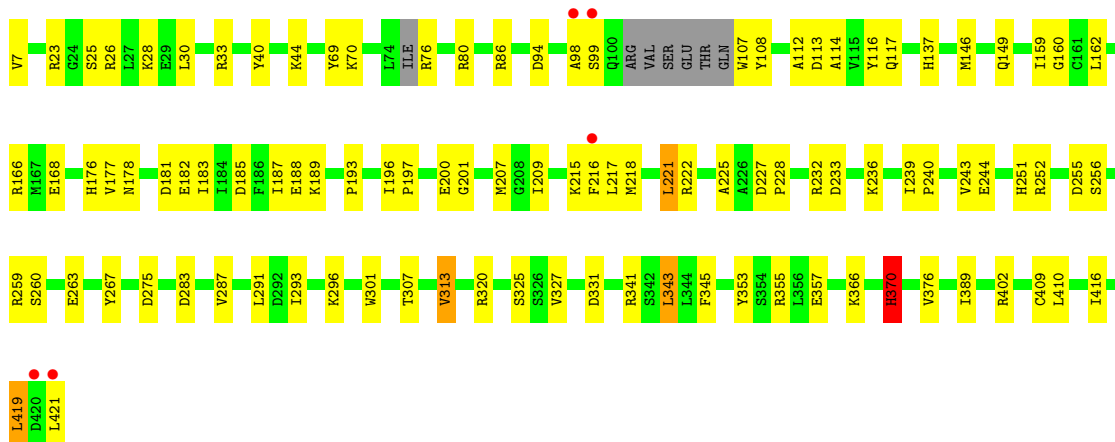 V7 R23 G24 S25 R26 L27 K28 E29 L30 R33 Y40 K44 Y69 K70 L74 ILE R76 R80 R86 D94 A98 S99 Q100 ARG VAL SER GLU THR GLN W107 Y108 A112 D113 A114 V115 Y116 Q117 H137 M146 Q149 I159 G160 C161 L162
R166 M167 E168 H176 V177 N178 D181 E182 I183 I184 D185 F186 I187 E188 K189 P193 I196 P197 E200 G201 M207 G208 I209 K215 F216 L217 M218 L221 R222 A225 A226 D227 P228 R232 D233 K236 I239 P240 V243 E244 H251 R252 D255 S256
R259 S260 E263 Y267 D275 D283 V287 L291 D292 I293 K296 W301 T307 V313 R320 S325 S326 V327 D331 R341 S342 L343 L344 F345 Y353 S354 R355 L356 E357 K366 H370 V376 I389 R402 C409 L410 I416
L419 D420 L421